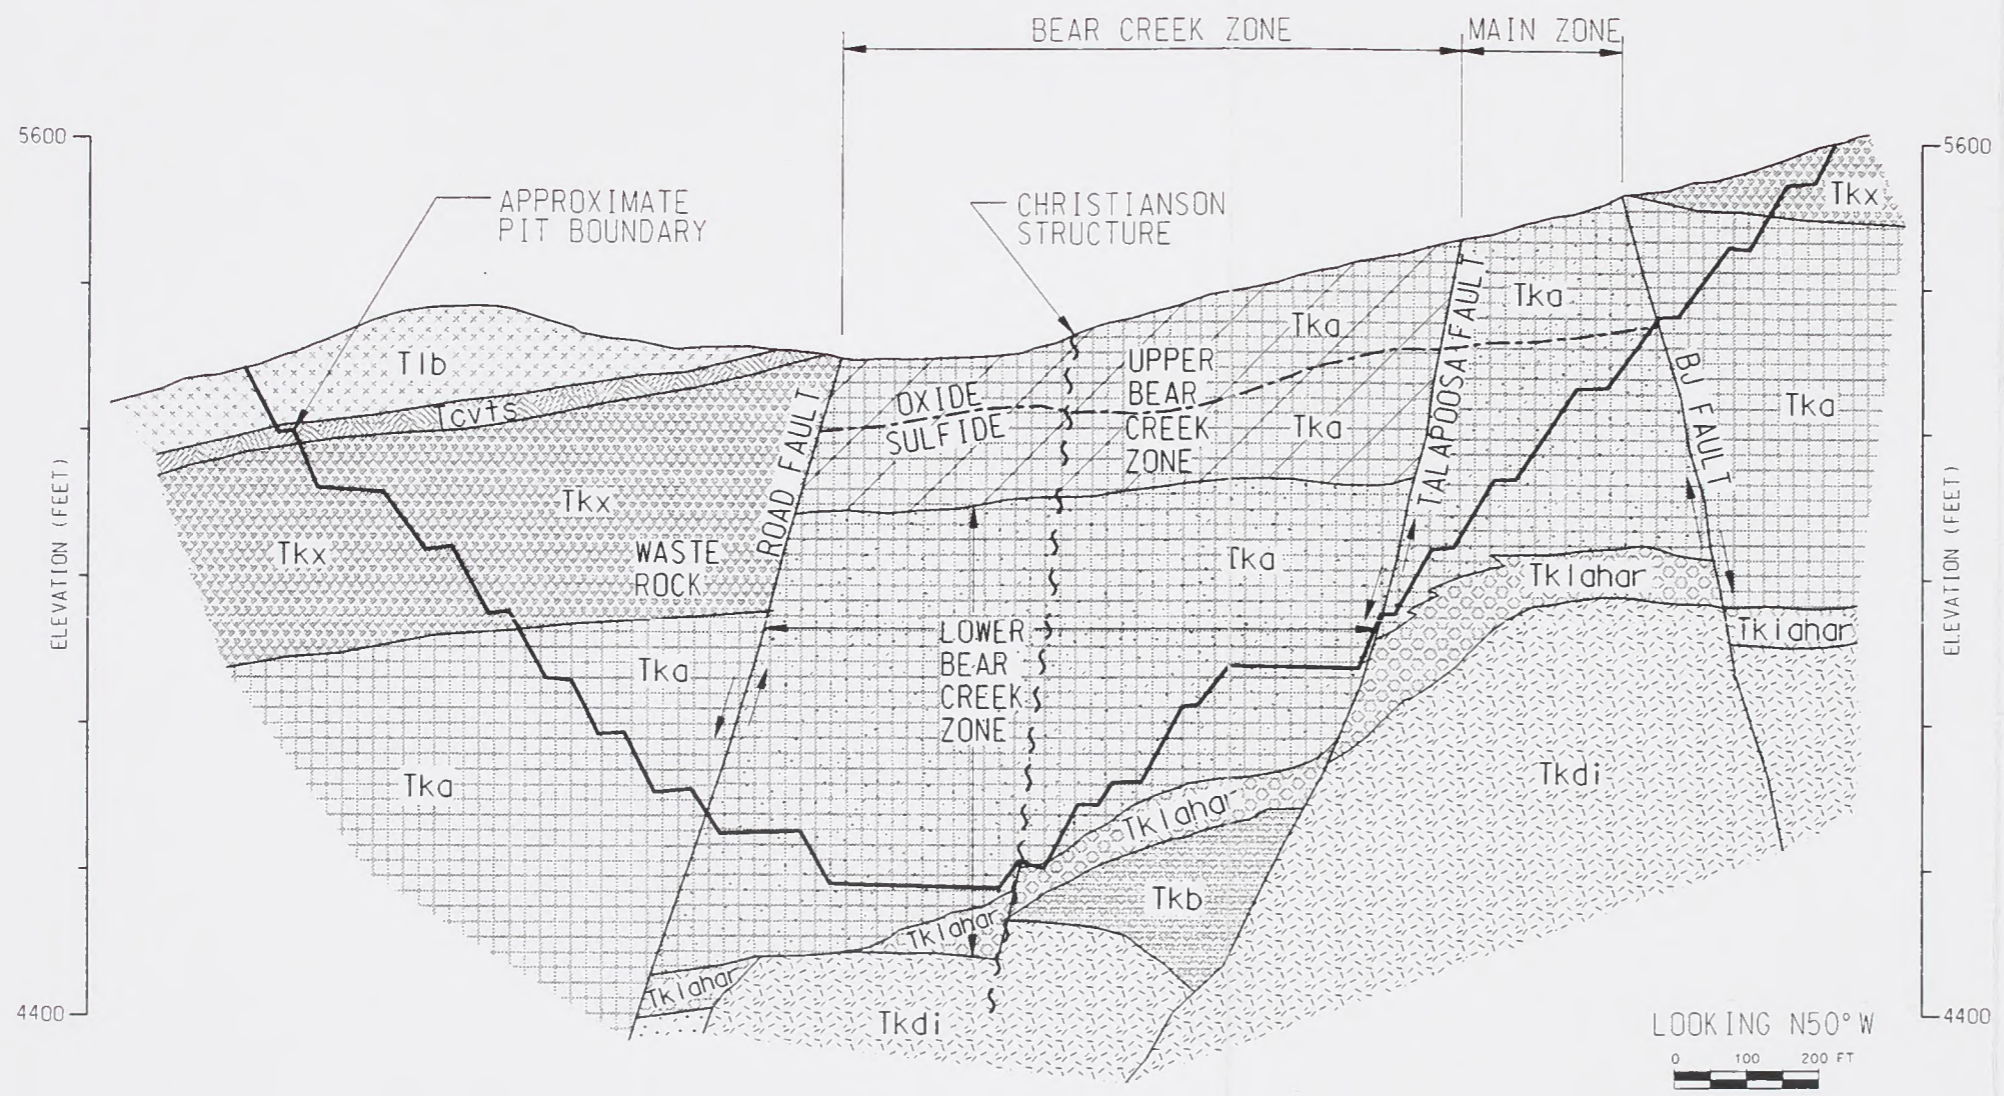 BEAR CREEK ZONE
MAIN ZONE
5600
5600
APPROXIMATE
PIT BOUNDARY
CHRISTIANSON
STRUCTURE
Tkx
Tka
Tka
Tlb
UPPER
BEAR
CREEK
ZONE
OXIDE
SULFIDE
Tka
Tka
Tcvts
ROAD FAULT
TALAPOOSA FAULT
BJ FAULT
Tkx
Tkx
WASTE
ROCK
Tka
Tklahar
Tklahar
ELEVATION (FEET)
ELEVATION (FEET)
LOWER
BEAR
CREEK
ZONE
Tka
Tka
Tkdi
Tklahar
Tkb
Tklahar
Tklahar
Tkdi
4400
4400
LOOKING N50°W
0 100 200 FT